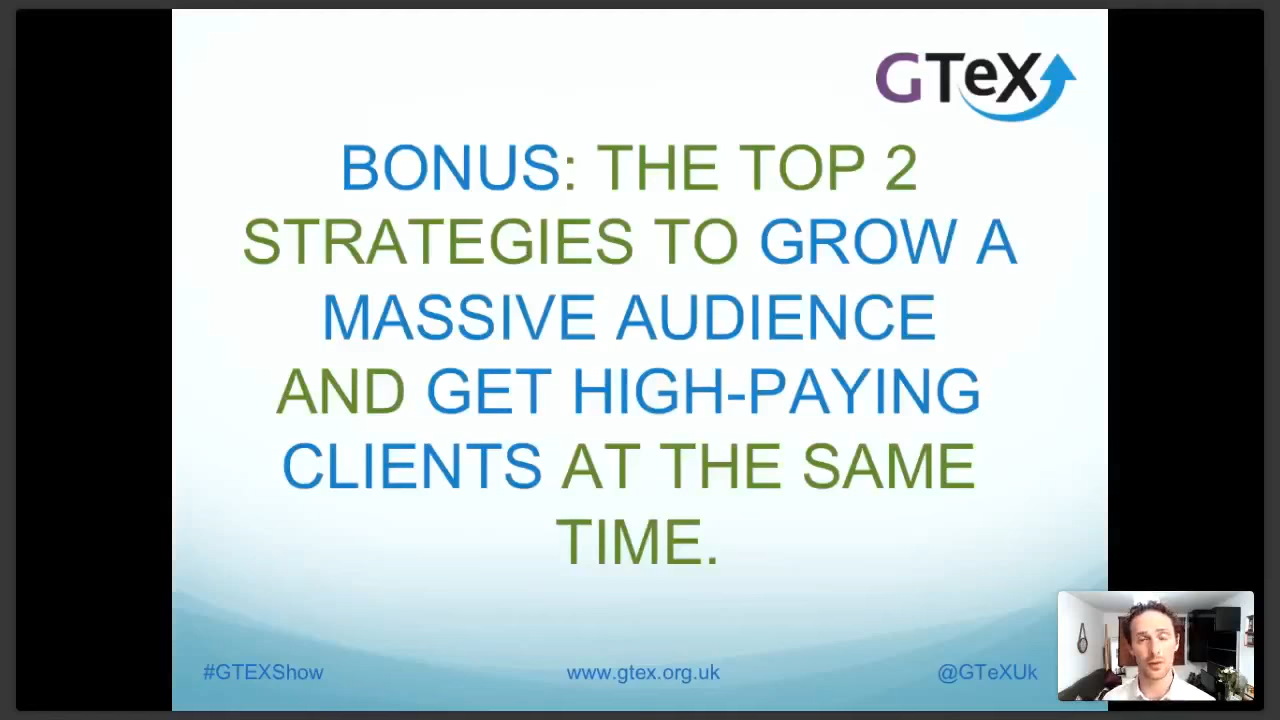 GTeX
BONUS: THE TOP 2
STRATEGIES TO GROW A
MASSIVE AUDIENCE
AND GET HIGH-PAYING
CLIENTS AT THE SAME
TIME.
#GTEXShow www.gtex.org.uk @GTeXUk